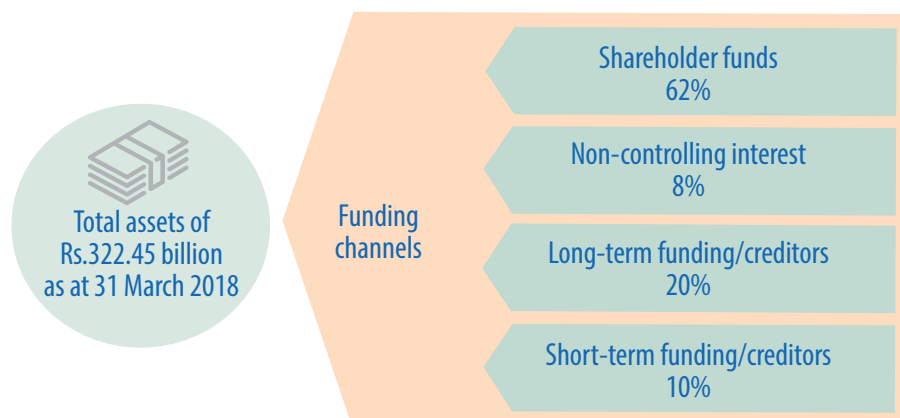 Total assets of
Rs.322.45 billion
as at 31 March 2018
Funding
channels
Shareholder funds
62%
Non-controlling interest
8%
Long-term funding/creditors
20%
Short-term funding/creditors
10%